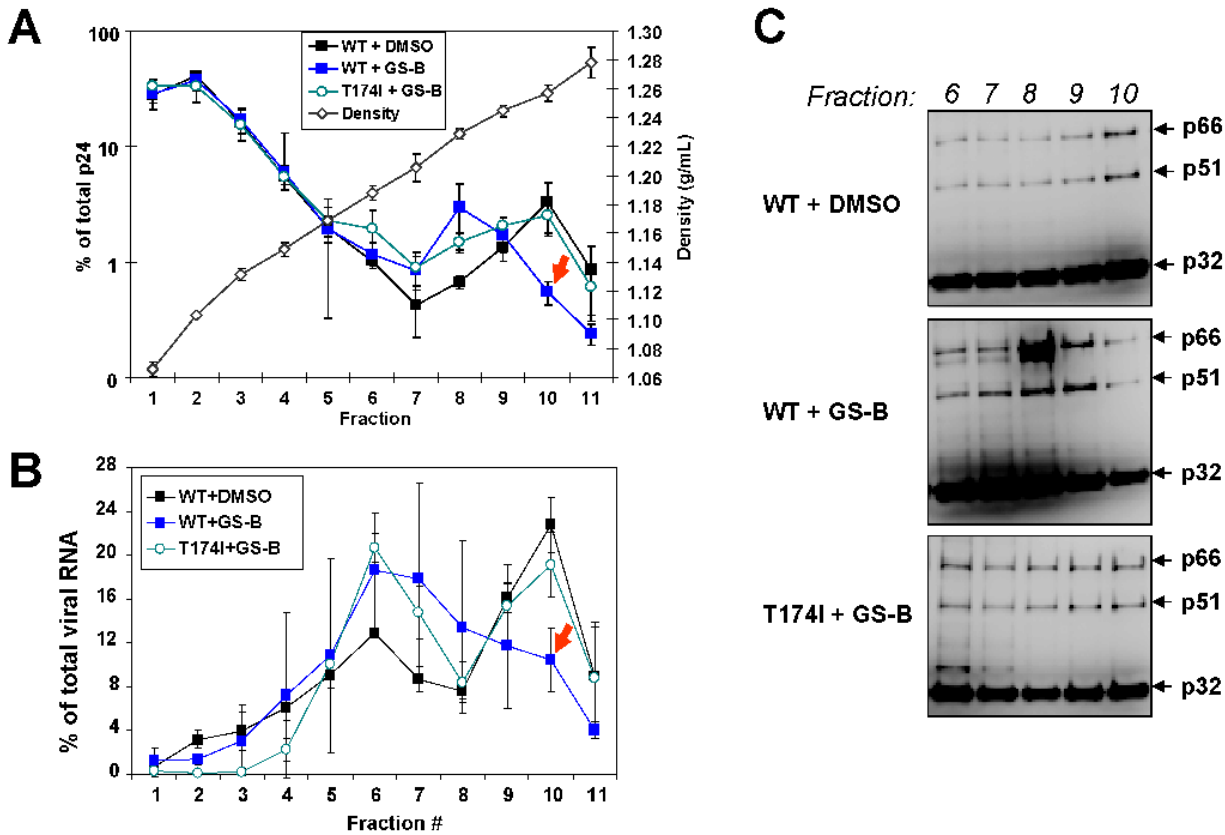 A
% of total p24
100
10
1
0
WT + DMSO
WT + GS-B
T174I + GS-B
Density
1.30
1.28
1.26
1.24
1.22
1.20
1.18
1.16
1.14
1.12
1.10
1.08
1.06
Density (g/mL)
1 2 3 4 5 6 7 8 9 10 11
Fraction
B
% of total viral RNA
28
24
20
16
12
8
4
0
WT+DMSO
WT+GS-B
T174I+GS-B
1 2 3 4 5 6 7 8 9 10 11
Fraction #
C
Fraction: 6 7 8 9 10
WT + DMSO
p66
p51
p32
WT + GS-B
p66
p51
p32
T174I + GS-B
p66
p51
p32